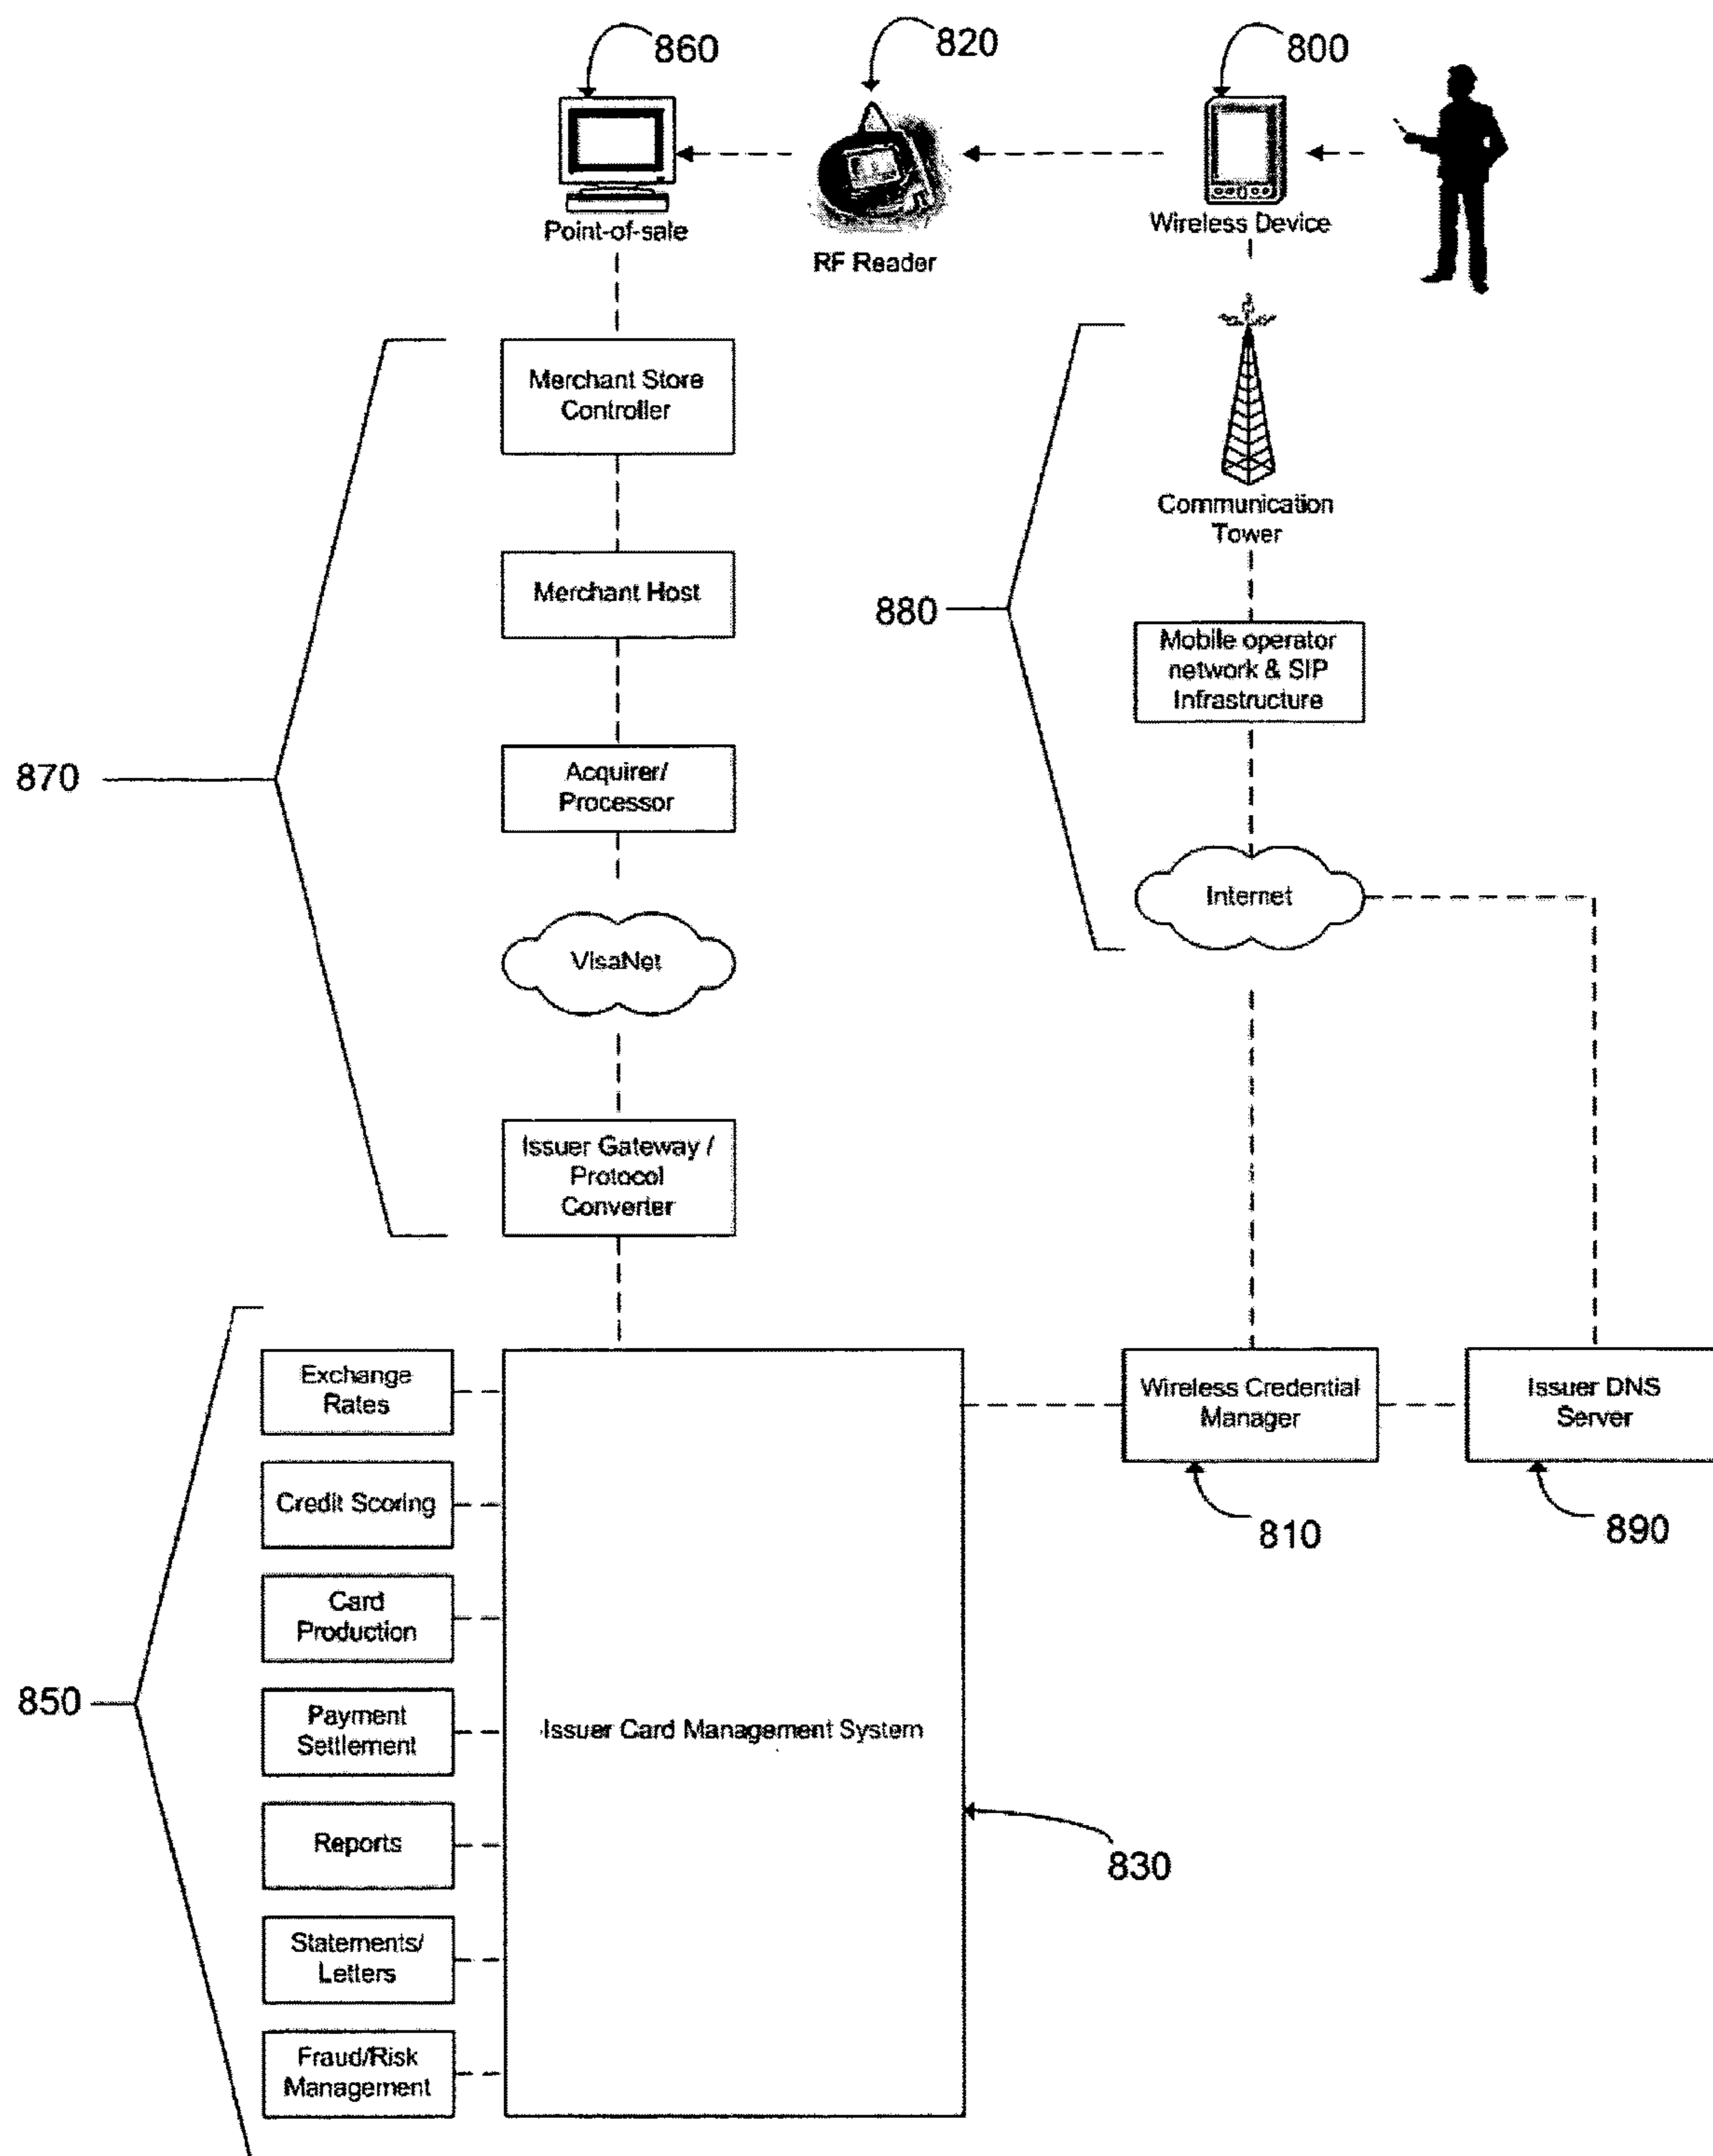 860
820
800
Point-of-sale
RF Reader
Wireless Device
Merchant Store
Controller
Communication
Tower
Merchant Host
880
Mobile operator
network & SIP
Infrastructure
870
Acquirer/
Processor
Internet
VisaNet
Issuer Gateway /
Protocol
Converter
Exchange
Rates
Wireless Credential
Manager
Issuer DNS
Server
Credit Scoring
810
890
Card
Production
850
Payment
Settlement
Issuer Card Management System
Reports
830
Statements/
Letters
Fraud/Risk
Management